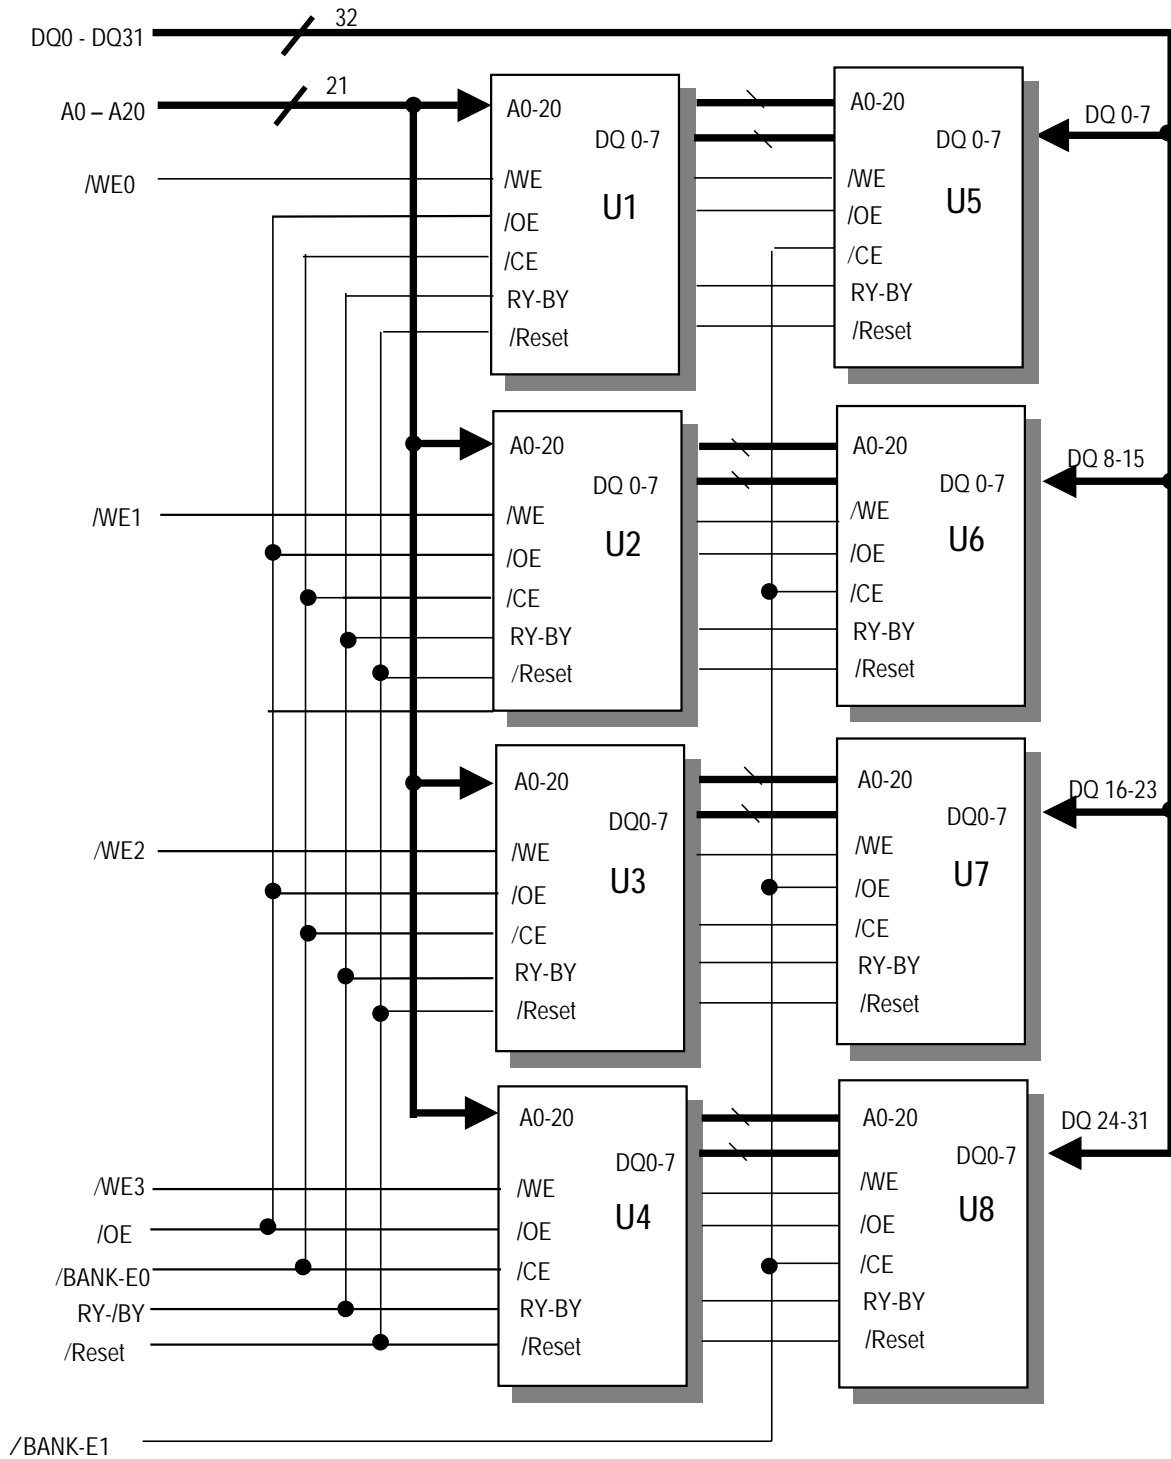 DQ0 - DQ31
32
A0 – A20
21
A0-20
DQ 0-7
/WE
U1
/OE
/CE
RY-BY
/Reset
A0-20
DQ 0-7
/WE
U5
/OE
/CE
RY-BY
/Reset
DQ 0-7
/WE0
A0-20
DQ 0-7
/WE
U2
/OE
/CE
RY-BY
/Reset
A0-20
DQ 0-7
/WE
U6
/OE
/CE
RY-BY
/Reset
DQ 8-15
/WE1
A0-20
DQ0-7
/WE
U3
/OE
/CE
RY-BY
/Reset
A0-20
DQ0-7
/WE
U7
/OE
/CE
RY-BY
/Reset
DQ 16-23
/WE2
A0-20
DQ0-7
/WE
U4
/OE
/CE
RY-BY
/Reset
A0-20
DQ0-7
/WE
U8
/OE
/CE
RY-BY
/Reset
DQ 24-31
/WE3
/OE
/BANK-E0
RY-/BY
/Reset
/BANK-E1